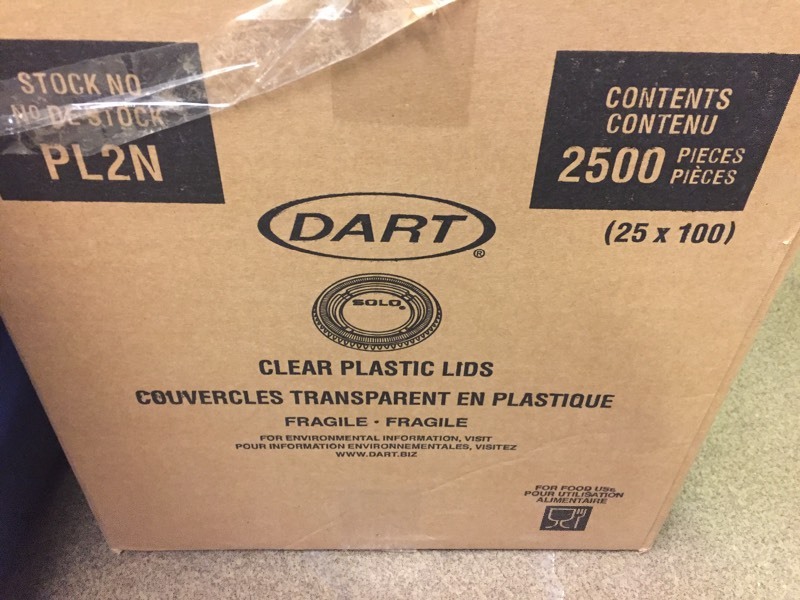 STOCK NO.
NO DE STOCK
PL2N
CONTENTS
CONTENU
2500 PIECES
PIÈCES
(25 x 100)
DART®
SOLO®
CLEAR PLASTIC LIDS
COUVERCLES TRANSPARENT EN PLASTIQUE
FRAGILE • FRAGILE
FOR ENVIRONMENTAL INFORMATION, VISIT
POUR INFORMATION ENVIRONNEMENTALES, VISITEZ
WWW.DART.BIZ
FOR FOOD USE
POUR UTILISATION
ALIMENTAIRE